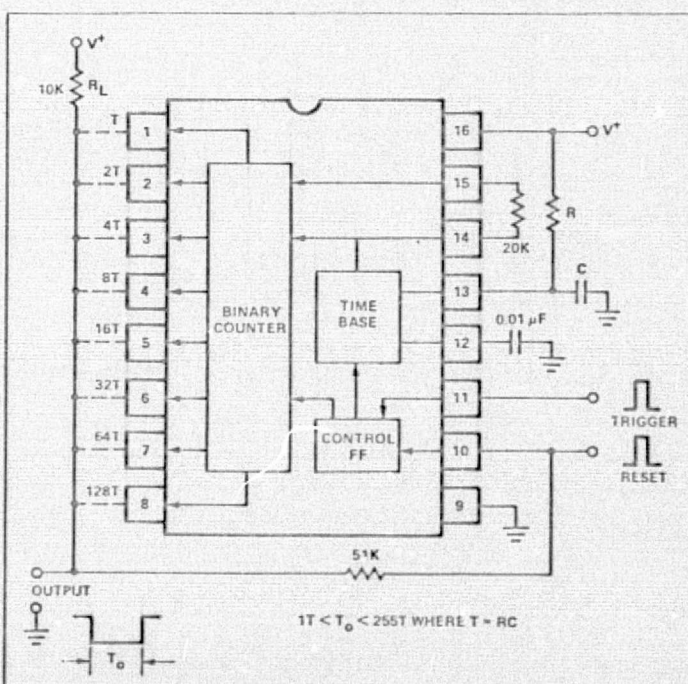 V+
10K RL
T 1 16 V+
2T 2 15
R
4T 3 14 20K
8T 4 TIME BASE 13 C
BINARY COUNTER
0.01 µF
16T 5 12
32T 6 11
TRIGGER
CONTROL FF
64T 7 10
RESET
128T 8 9
51K
OUTPUT
1T < To < 255T WHERE T = RC
To